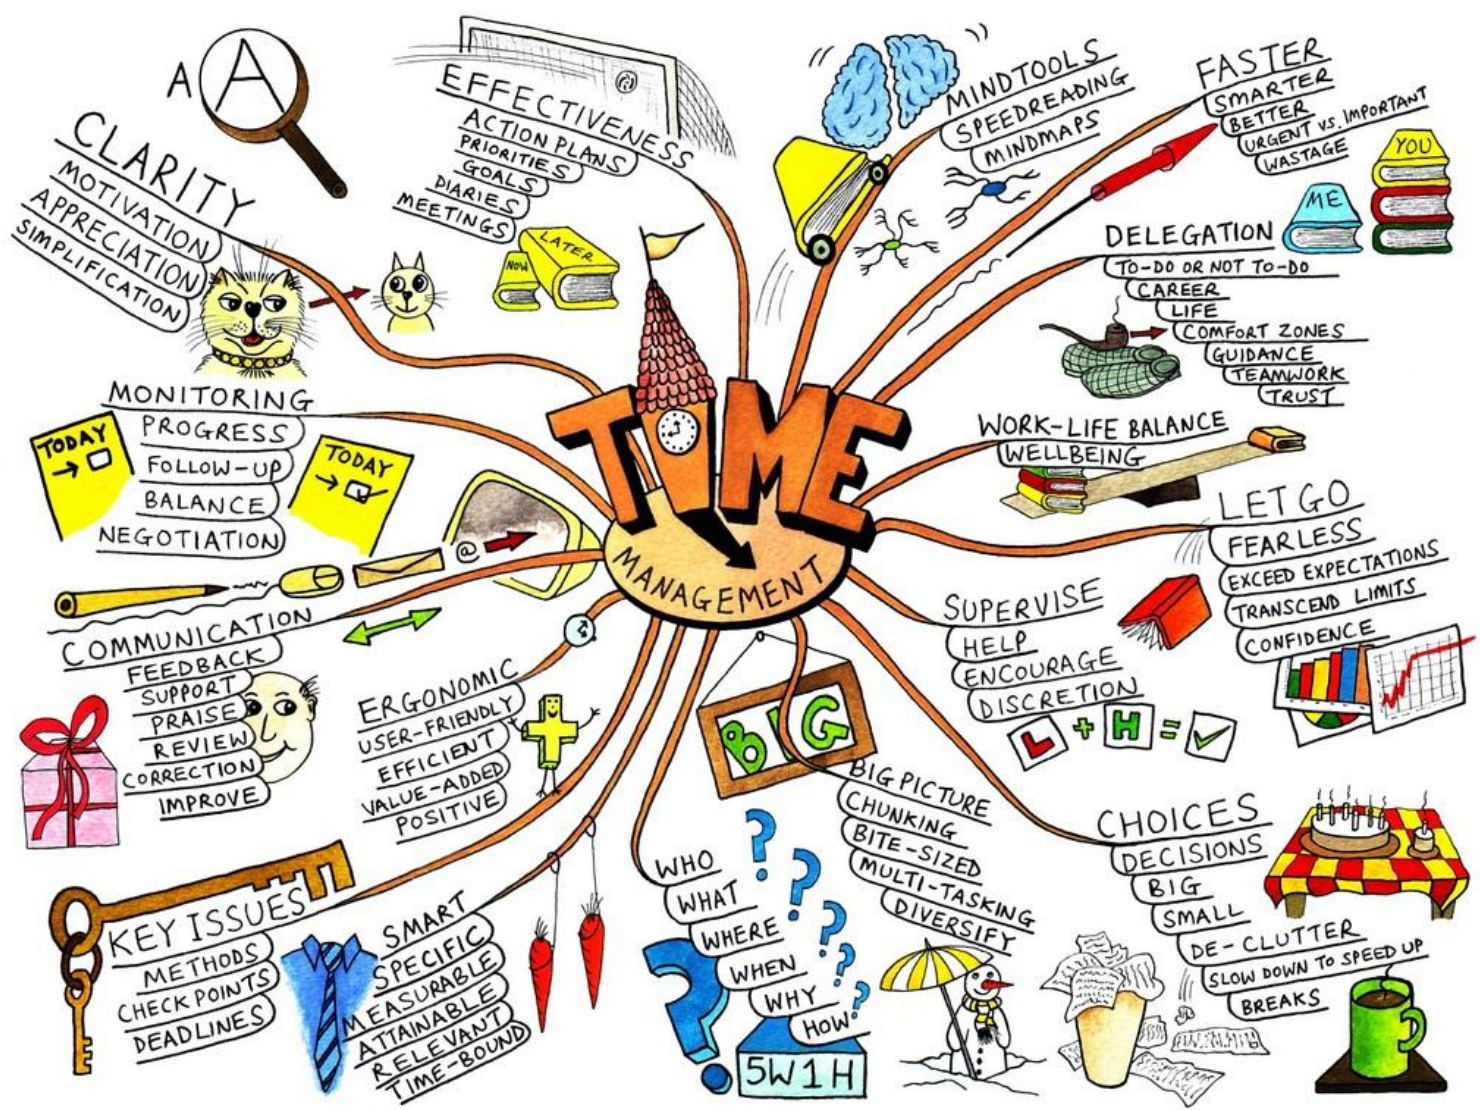 A
A
CLARITY
MOTIVATION
APPRECIATION
SIMPLIFICATION
EFFECTIVENESS
ACTION PLANS
PRIORITIES
GOALS
DIARIES
MEETINGS
NOW
LATER
MINDTOOLS
SPEEDREADING
MINDMAPS
FASTER
SMARTER
BETTER
URGENT VS. IMPORTANT
WASTAGE
YOU
ME
DELEGATION
TO-DO OR NOT TO-DO
CAREER
LIFE
COMFORT ZONES
GUIDANCE
TEAMWORK
TRUST
WORK-LIFE BALANCE
WELLBEING
LET GO
FEARLESS
EXCEED EXPECTATIONS
TRANSCEND LIMITS
CONFIDENCE
SUPERVISE
HELP
ENCOURAGE
DISCRETION
L + H = ✓
CHOICES
DECISIONS
BIG
SMALL
DE-CLUTTER
SLOW DOWN TO SPEED UP
BREAKS
TIME
MANAGEMENT
BIG
BIG PICTURE
CHUNKING
BITE-SIZED
MULTI-TASKING
DIVERSIFY
WHO
WHAT
WHERE
WHEN
WHY
HOW
? ? ? ? ? ?
?
5W1H
SMART
SPECIFIC
MEASURABLE
ATTAINABLE
RELEVANT
TIME-BOUND
KEY ISSUES
METHODS
CHECK POINTS
DEADLINES
ERGONOMIC
USER-FRIENDLY
EFFICIENT
VALUE-ADDED
POSITIVE
COMMUNICATION
FEEDBACK
SUPPORT
PRAISE
REVIEW
CORRECTION
IMPROVE
@
MONITORING
PROGRESS
FOLLOW-UP
BALANCE
NEGOTIATION
TODAY
TODAY